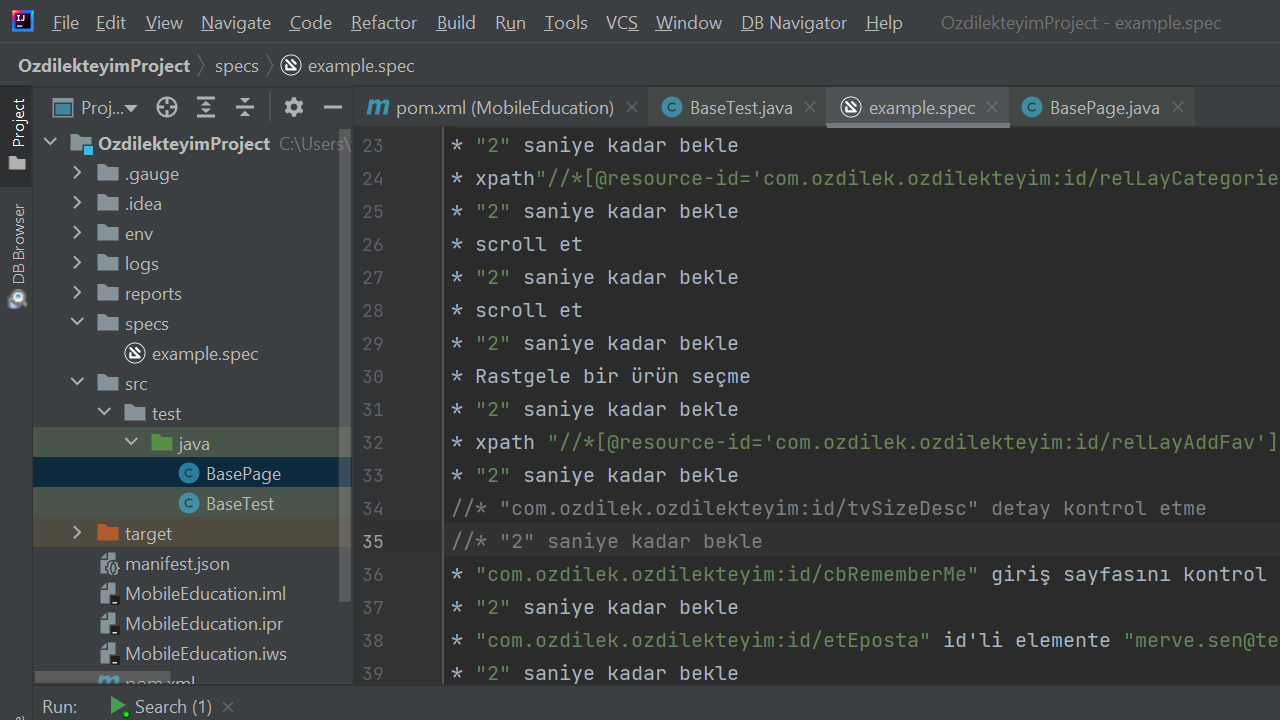 File Edit View Navigate Code Refactor Build Run Tools VCS Window DB Navigator Help OzdilekteyimProject - example.spec
OzdilekteyimProject specs example.spec
Project
DB Browser
Proj...
OzdilekteyimProject C:\Users\
.gauge
.idea
env
logs
reports
specs
example.spec
src
test
java
BasePage
BaseTest
target
manifest.json
MobileEducation.iml
MobileEducation.ipr
MobileEducation.iws
pom.xml
pom.xml (MobileEducation) BaseTest.java example.spec BasePage.java
23 * "2" saniye kadar bekle
24 * xpath"//*[@resource-id='com.ozdilek.ozdilekteyim:id/relLayCategorie
25 * "2" saniye kadar bekle
26 * scroll et
27 * "2" saniye kadar bekle
28 * scroll et
29 * "2" saniye kadar bekle
30 * Rastgele bir ürün seçme
31 * "2" saniye kadar bekle
32 * xpath "//*[@resource-id='com.ozdilek.ozdilekteyim:id/relLayAddFav']
33 * "2" saniye kadar bekle
34 //* "com.ozdilek.ozdilekteyim:id/tvSizeDesc" detay kontrol etme
35 //* "2" saniye kadar bekle
36 * "com.ozdilek.ozdilekteyim:id/cbRememberMe" giriş sayfasını kontrol
37 * "2" saniye kadar bekle
38 * "com.ozdilek.ozdilekteyim:id/etEposta" id'li elemente "merve.sen@te
39 * "2" saniye kadar bekle
Run: Search (1)